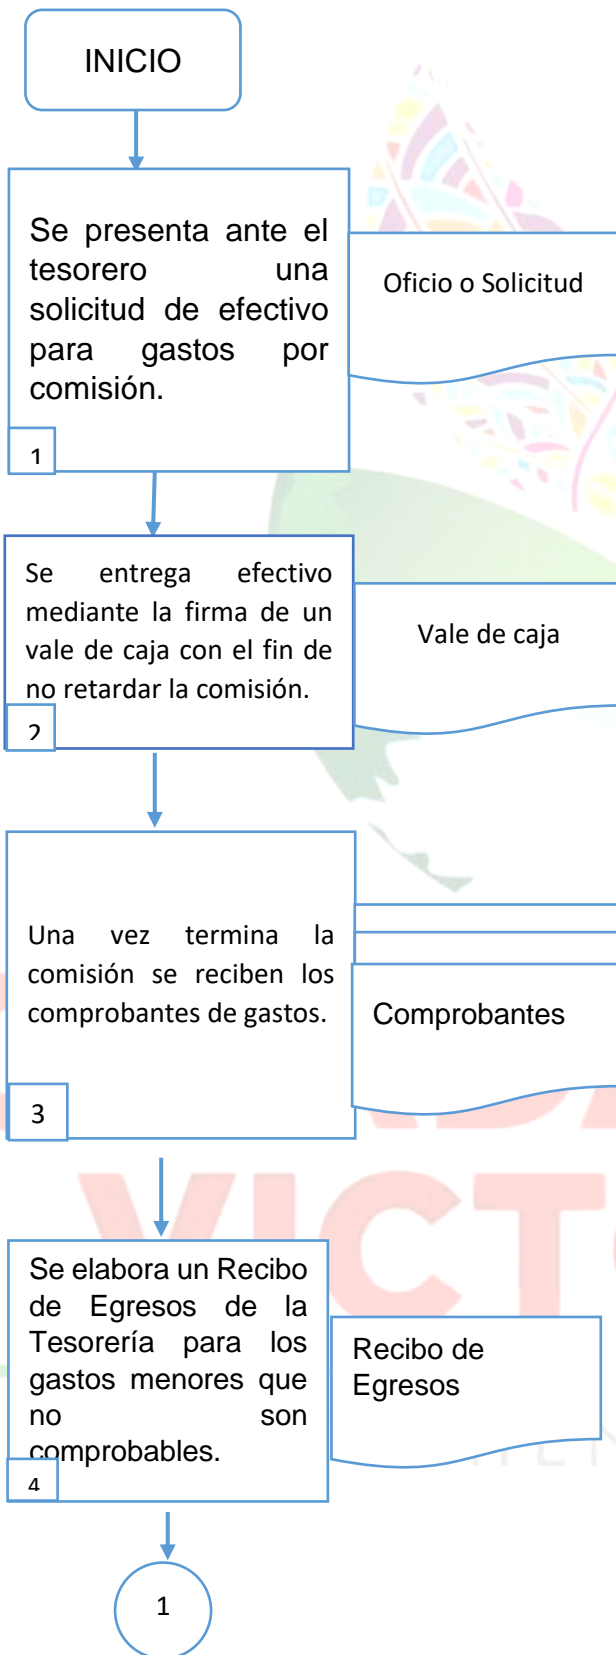 INICIO
Se presenta ante el
tesorero una
solicitud de efectivo
para gastos por
comisión.
1
Oficio o Solicitud
Se entrega efectivo
mediante la firma de un
vale de caja con el fin de
no retardar la comisión.
2
Vale de caja
Una vez termina la
comisión se reciben los
comprobantes de gastos.
3
Comprobantes
Se elabora un Recibo
de Egresos de la
Tesorería para los
gastos menores que
no son
comprobables.
4
Recibo de
Egresos
1